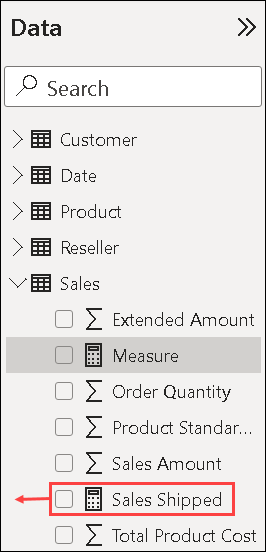 Data
Search
Customer
Date
Product
Reseller
Sales
Extended Amount
Measure
Order Quantity
Product Standar...
Sales Amount
Sales Shipped
Total Product Cost